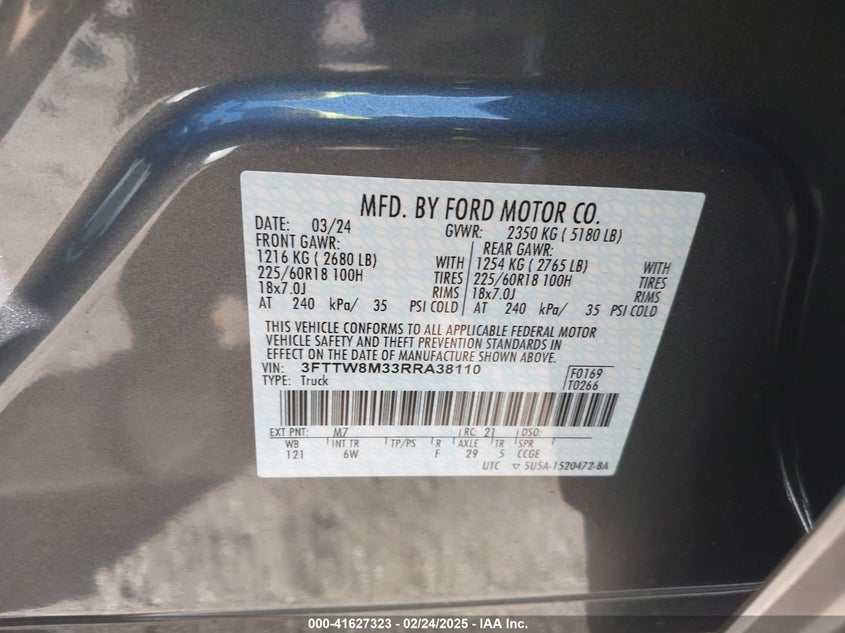 MFD. BY FORD MOTOR CO.
DATE: 03/24 GVWR: 2350 KG ( 5180 LB)
FRONT GAWR: REAR GAWR:
1216 KG ( 2680 LB) WITH 1254 KG ( 2765 LB) WITH
225/60R18 100H TIRES 225/60R18 100H TIRES
18x7.0J RIMS 18x7.0J RIMS
AT 240 kPa/ 35 PSI COLD AT 240 kPa/ 35 PSI COLD
THIS VEHICLE CONFORMS TO ALL APPLICABLE FEDERAL MOTOR
VEHICLE SAFETY AND THEFT PREVENTION STANDARDS IN
EFFECT ON THE DATE OF MANUFACTURE SHOWN ABOVE.
VIN: 3FTTW8M33RRA38110 F0169
TYPE: Truck T0266
EXT PNT: M7 RC: 21 DSO:
WB INT TR TP/PS R AXLE TR SPR
121 6W F 29 5 CCGE
UTC ▽ 5U5A-1520472-BA
000-41627323 - 02/24/2025 - IAA Inc.